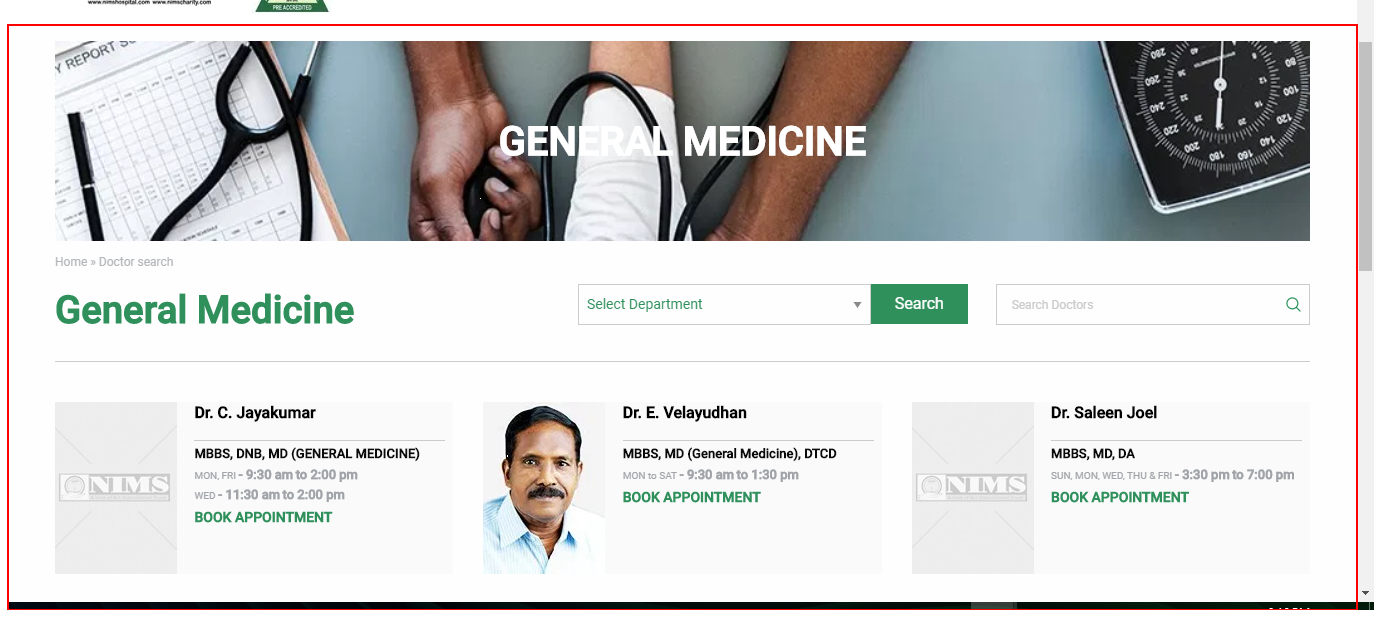 www.nimshospital.com www.nimscharity.com
PRE ACCREDITED
GENERAL MEDICINE
Home » Doctor search
General Medicine
Select Department
Search
Search Doctors
Dr. C. Jayakumar
MBBS, DNB, MD (GENERAL MEDICINE)
MON, FRI - 9:30 am to 2:00 pm
WED - 11:30 am to 2:00 pm
BOOK APPOINTMENT
NIMS
Dr. E. Velayudhan
MBBS, MD (General Medicine), DTCD
MON to SAT - 9:30 am to 1:30 pm
BOOK APPOINTMENT
Dr. Saleen Joel
MBBS, MD, DA
SUN, MON, WED, THU & FRI - 3:30 pm to 7:00 pm
BOOK APPOINTMENT
NIMS